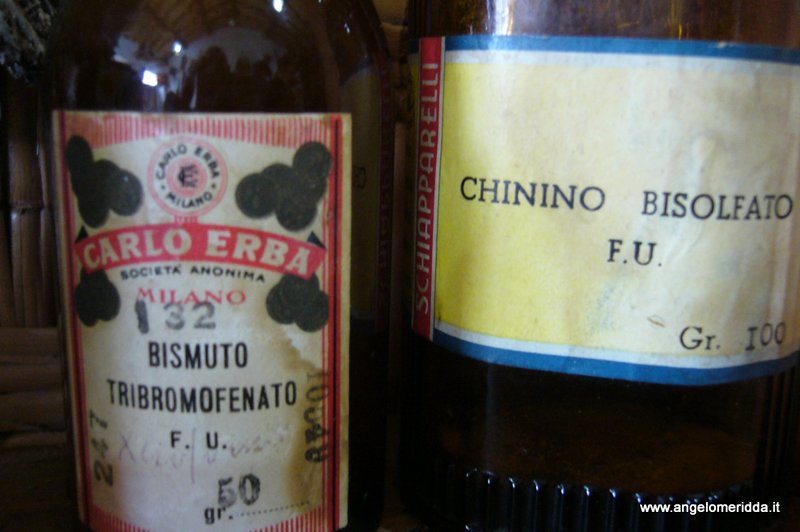 CARLO ERBA
MILANO
CARLO ERBA
SOCIETÀ ANONIMA
MILANO
132
BISMUTO
TRIBROMOFENATO
F. U.
gr. 50
247
SCHIAPPARELLI
CHININO BISOLFATO
F.U.
Gr. 100
www.angelomeridda.it